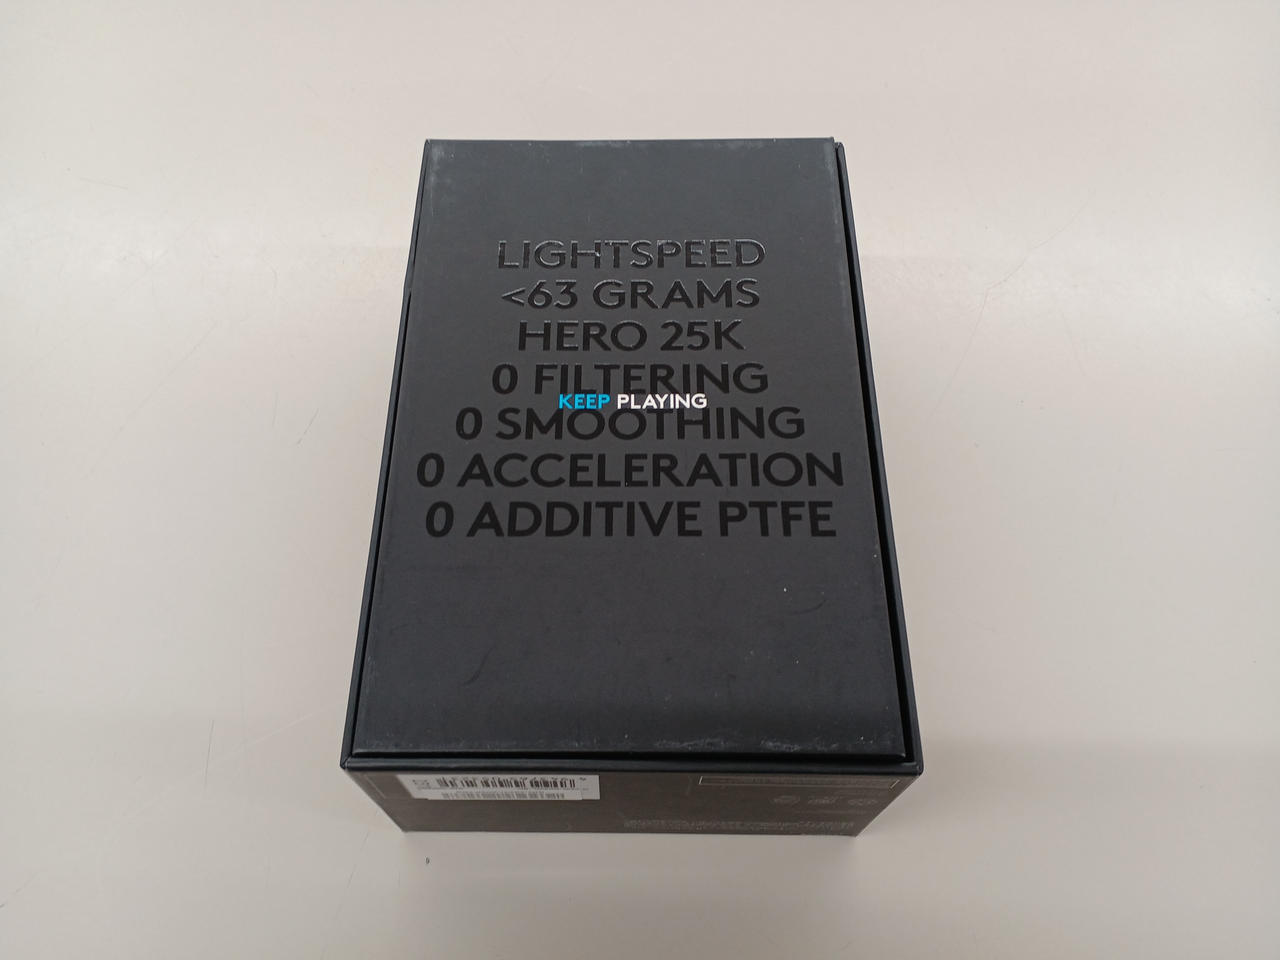 LIGHTSPEED
<63 GRAMS
HERO 25K
0 FILTERING
KEEP PLAYING
0 SMOOTHING
0 ACCELERATION
0 ADDITIVE PTFE